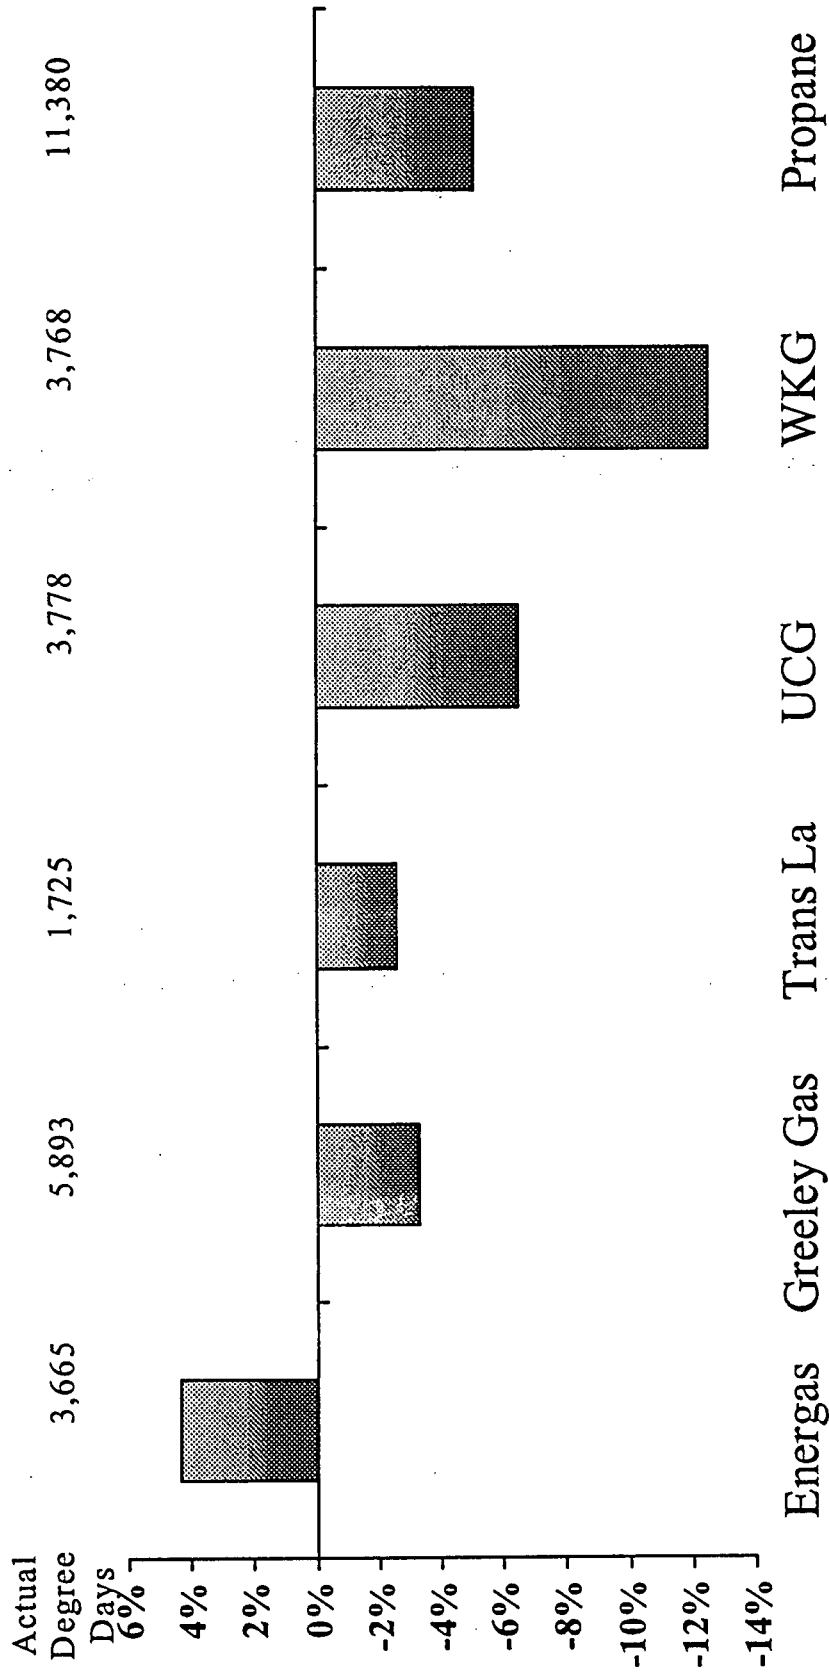 Actual
Degree
Days
3,665 5,893 1,725 3,778 3,768 11,380
6%
4%
2%
0%
-2%
-4%
-6%
-8%
-10%
-12%
-14%
Energas Greeley Gas Trans La UCG WKG Propane